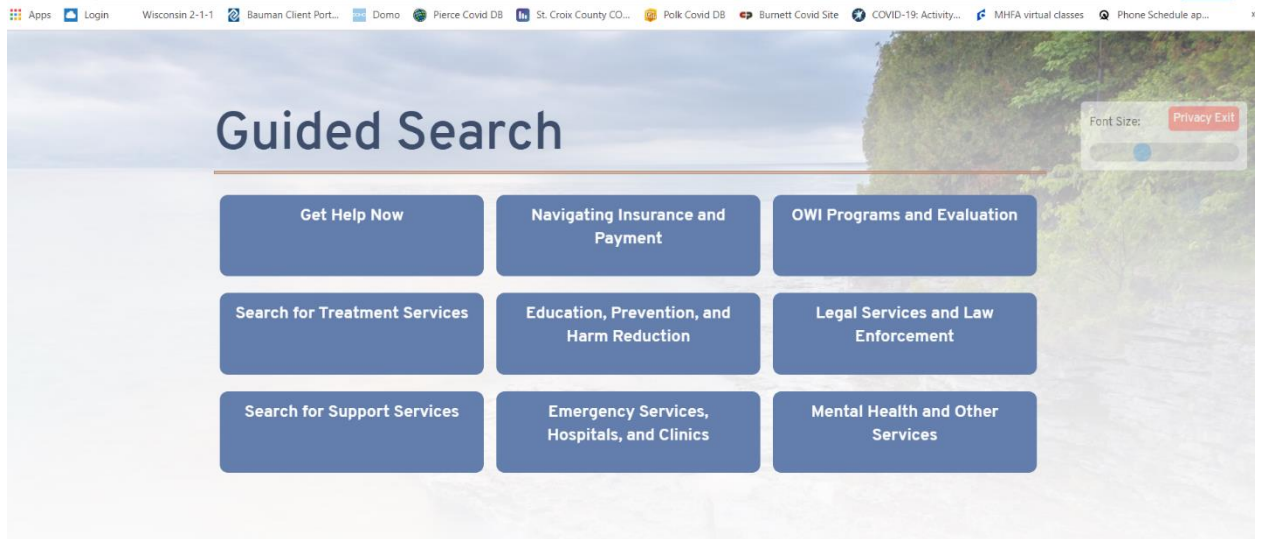 Apps Login Wisconsin 2-1-1 Bauman Client Port... Domo Pierce Covid DB St. Croix County CO... Polk Covid DB Burnett Covid Site COVID-19: Activity... MHFA virtual classes Phone Schedule ap...
Guided Search
Font Size: Privacy Exit
Get Help Now
Navigating Insurance and
Payment
OWI Programs and Evaluation
Search for Treatment Services
Education, Prevention, and
Harm Reduction
Legal Services and Law
Enforcement
Search for Support Services
Emergency Services,
Hospitals, and Clinics
Mental Health and Other
Services